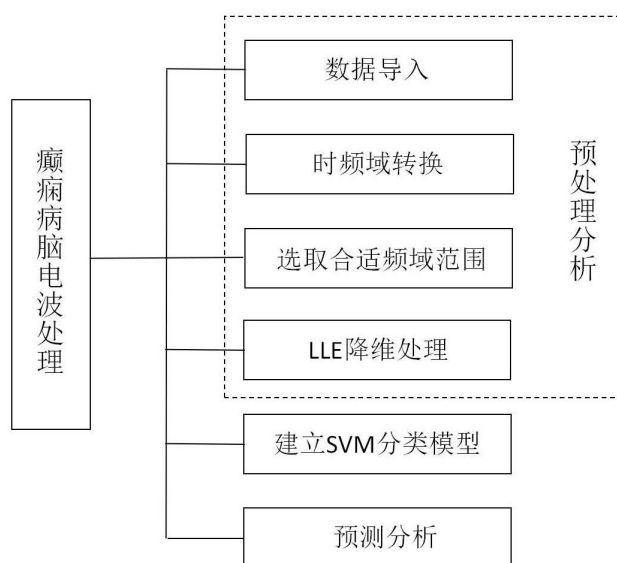 癫痫病脑电波处理
数据导入
时频域转换
选取合适频域范围
LLE降维处理
建立SVM分类模型
预测分析
预处理分析